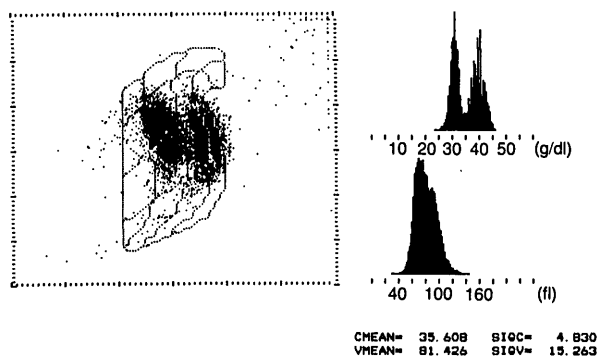 10 20 30 40 50 (g/dl)
40 100 160 (fl)
CMEAN= 35.608 SIGC= 4.830
VMEAN= 81.426 SIGV= 15.263